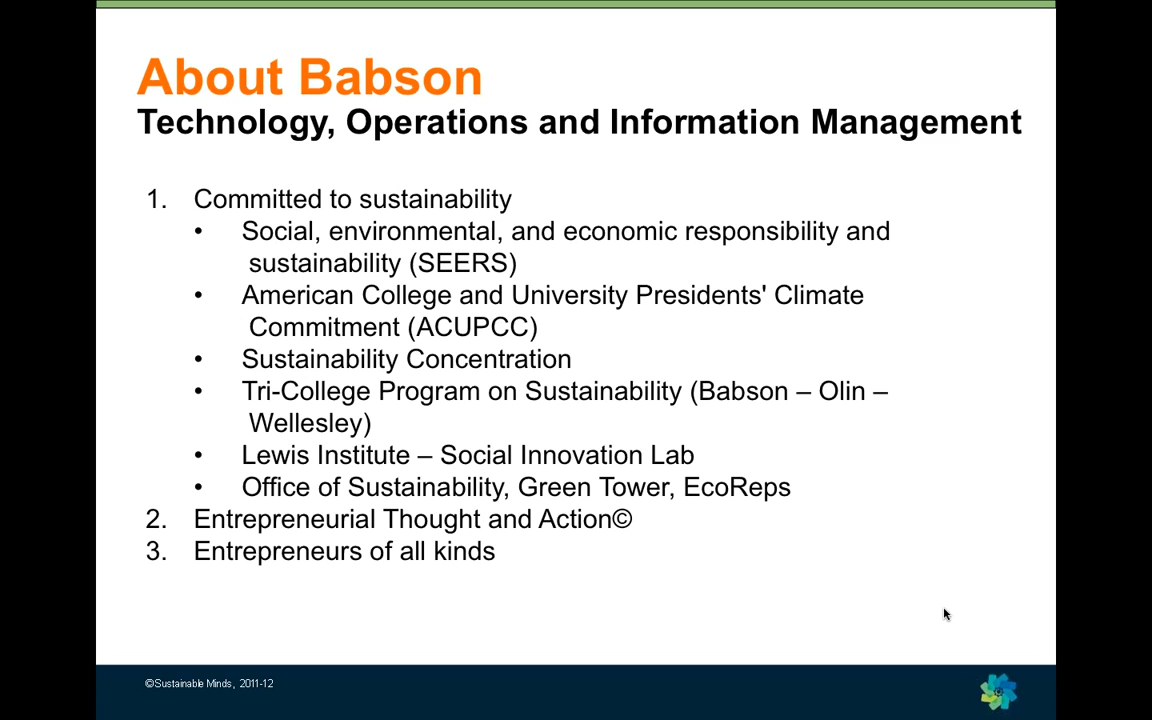 About Babson
Technology, Operations and Information Management
1. Committed to sustainability
• Social, environmental, and economic responsibility and
sustainability (SEERS)
• American College and University Presidents' Climate
Commitment (ACUPCC)
• Sustainability Concentration
• Tri-College Program on Sustainability (Babson – Olin –
Wellesley)
• Lewis Institute – Social Innovation Lab
• Office of Sustainability, Green Tower, EcoReps
2. Entrepreneurial Thought and Action©
3. Entrepreneurs of all kinds
©Sustainable Minds, 2011-12